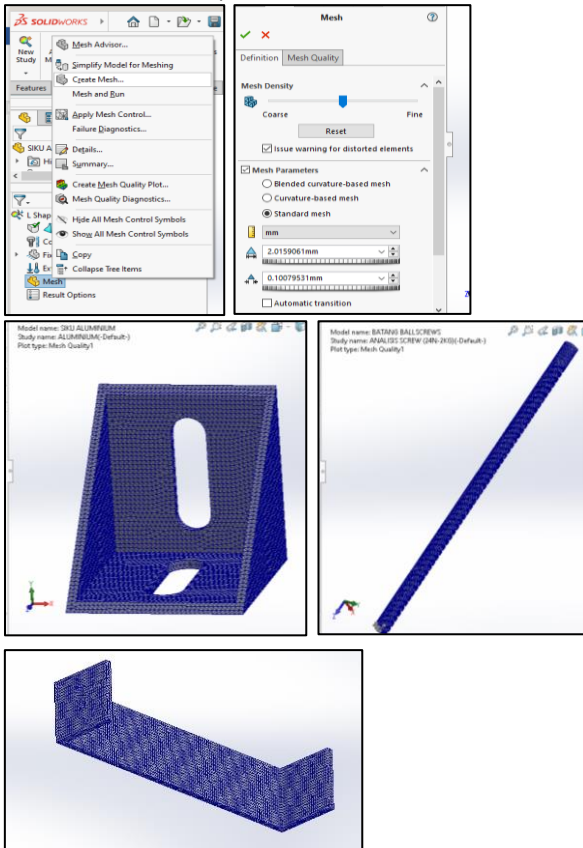 SOLIDWORKS
New
Study
Mesh Advisor...
Simplify Model for Meshing
Create Mesh...
Mesh and Run
Apply Mesh Control...
Failure Diagnostics...
Details...
Summary...
Create Mesh Quality Plot...
Mesh Quality Diagnostics...
Hide All Mesh Control Symbols
Show All Mesh Control Symbols
Copy
Collapse Tree Items
Features
SIKU A
Hi
L Shap
Co
Fix
Ex
Mesh
Result Options
Mesh
Definition
Mesh Quality
Mesh Density
Coarse
Fine
Reset
Issue warning for distorted elements
Mesh Parameters
Blended curvature-based mesh
Curvature-based mesh
Standard mesh
mm
2.0159061mm
0.10079531mm
Automatic transition
Model name: SIKU ALUMINIUM
Study name: ALUMINIUM(-Default-)
Plot type: Mesh Quality1
Model name: BATANG BALLSCREWS
Study name: ANALISIS SCREW (24N-2KG)(-Default-)
Plot type: Mesh Quality1